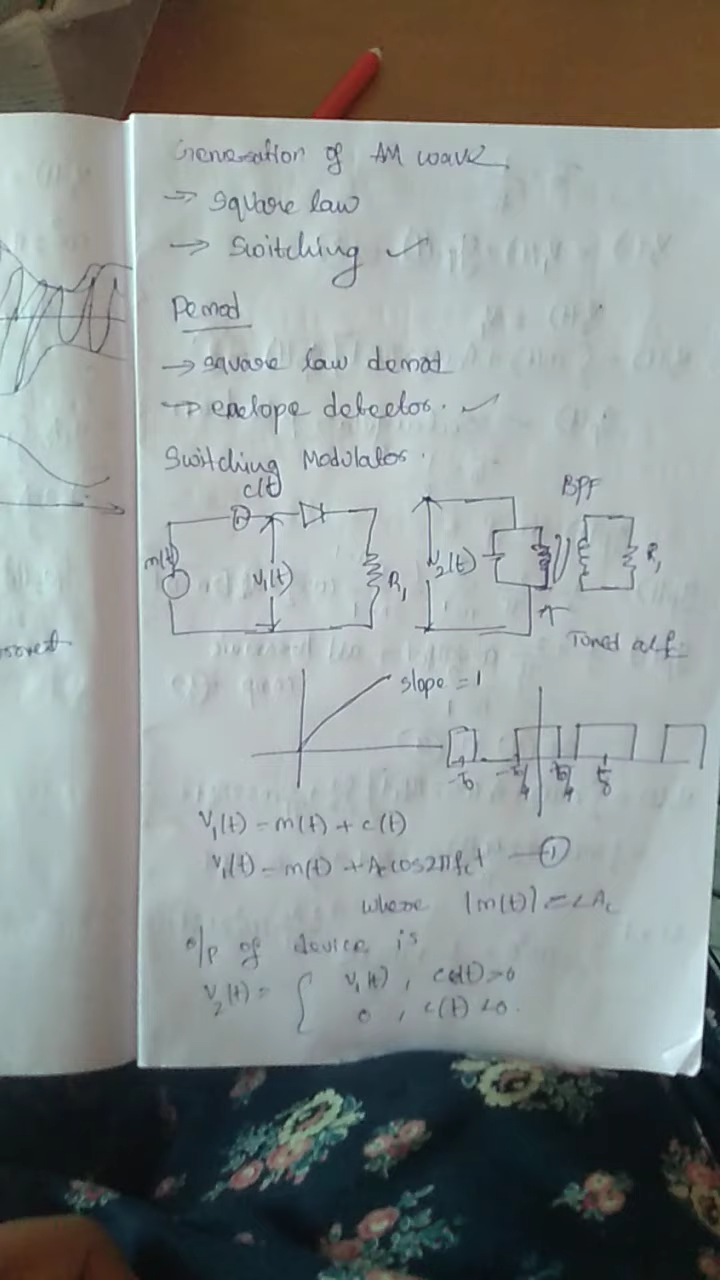 Generation of AM wave
→ square law
→ Switching ✓
Demod
→ square law demod
→ envelope detector. ✓
Switching Modulator.
c(t)
BPF
m(t)
v₁(t)
R₁
v₂(t)
R₁
Tuned
slope = 1
-T₀
-T₀/4
T₀/4
T₀
v₁(t) = m(t) + c(t)
v₁(t) = m(t) + Ac cos2πfct — ①
where |m(t)| << Ac
o/p of device is
v₂(t) = { v₁(t), c(t)>0
0, c(t)<0.